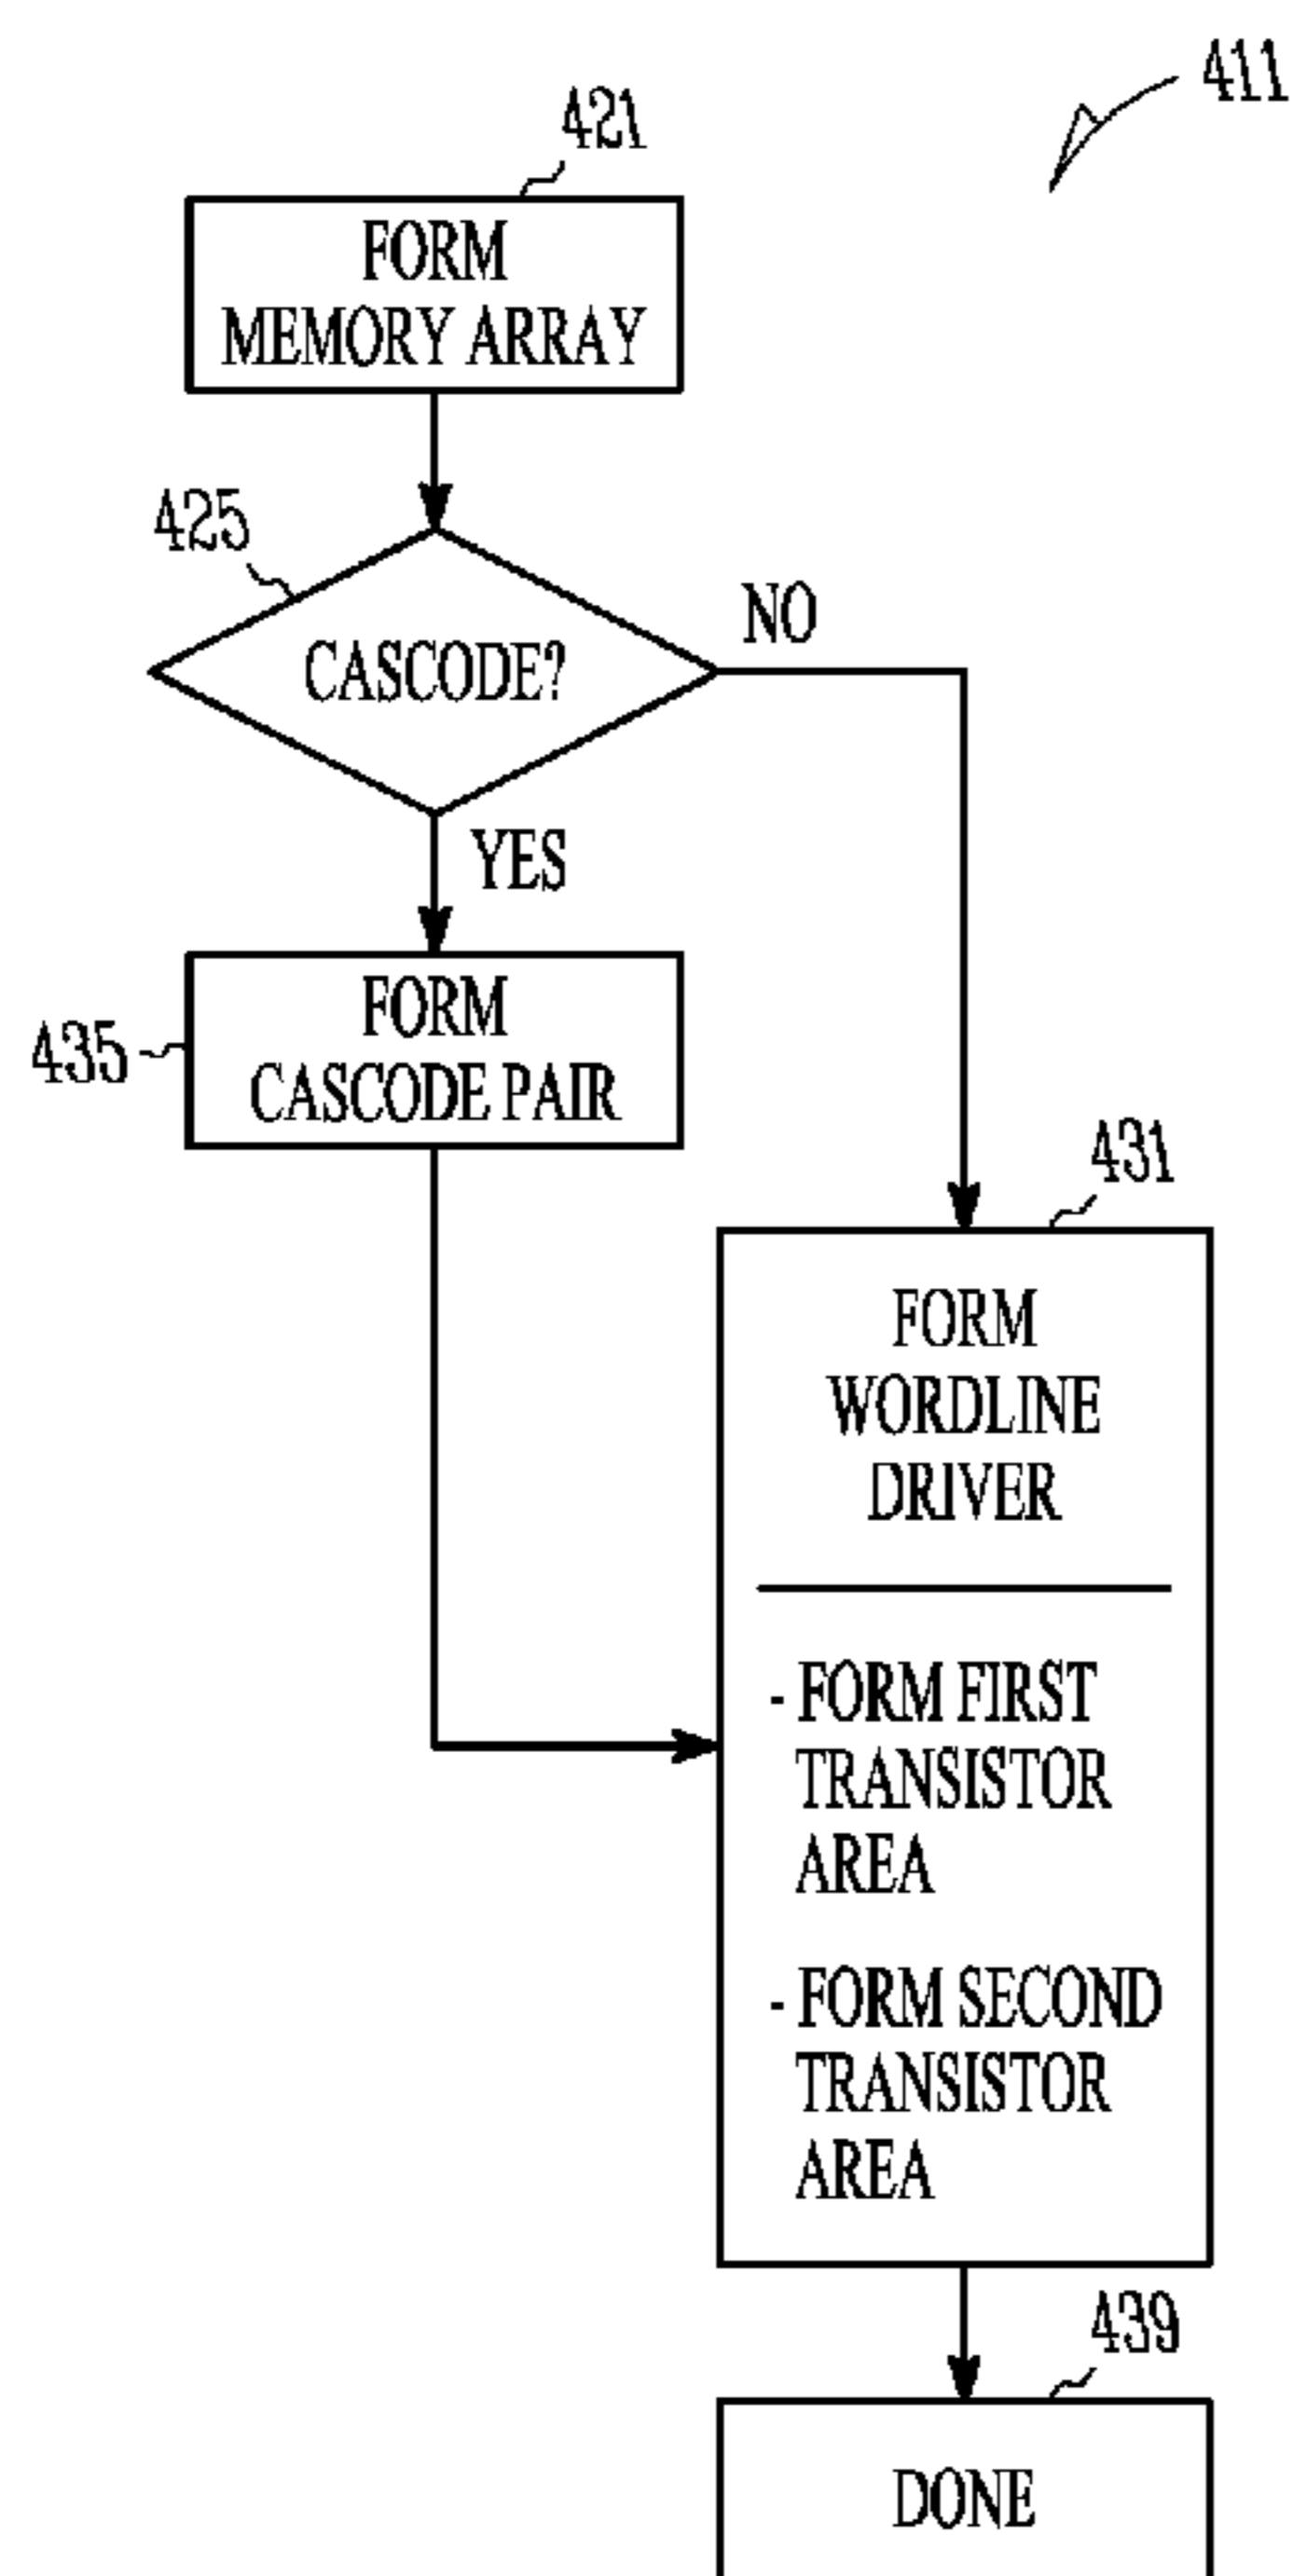 411
421
FORM
MEMORY ARRAY
425
CASCODE?
NO
YES
435
FORM
CASCODE PAIR
431
FORM
WORDLINE
DRIVER
- FORM FIRST
TRANSISTOR
AREA
- FORM SECOND
TRANSISTOR
AREA
439
DONE